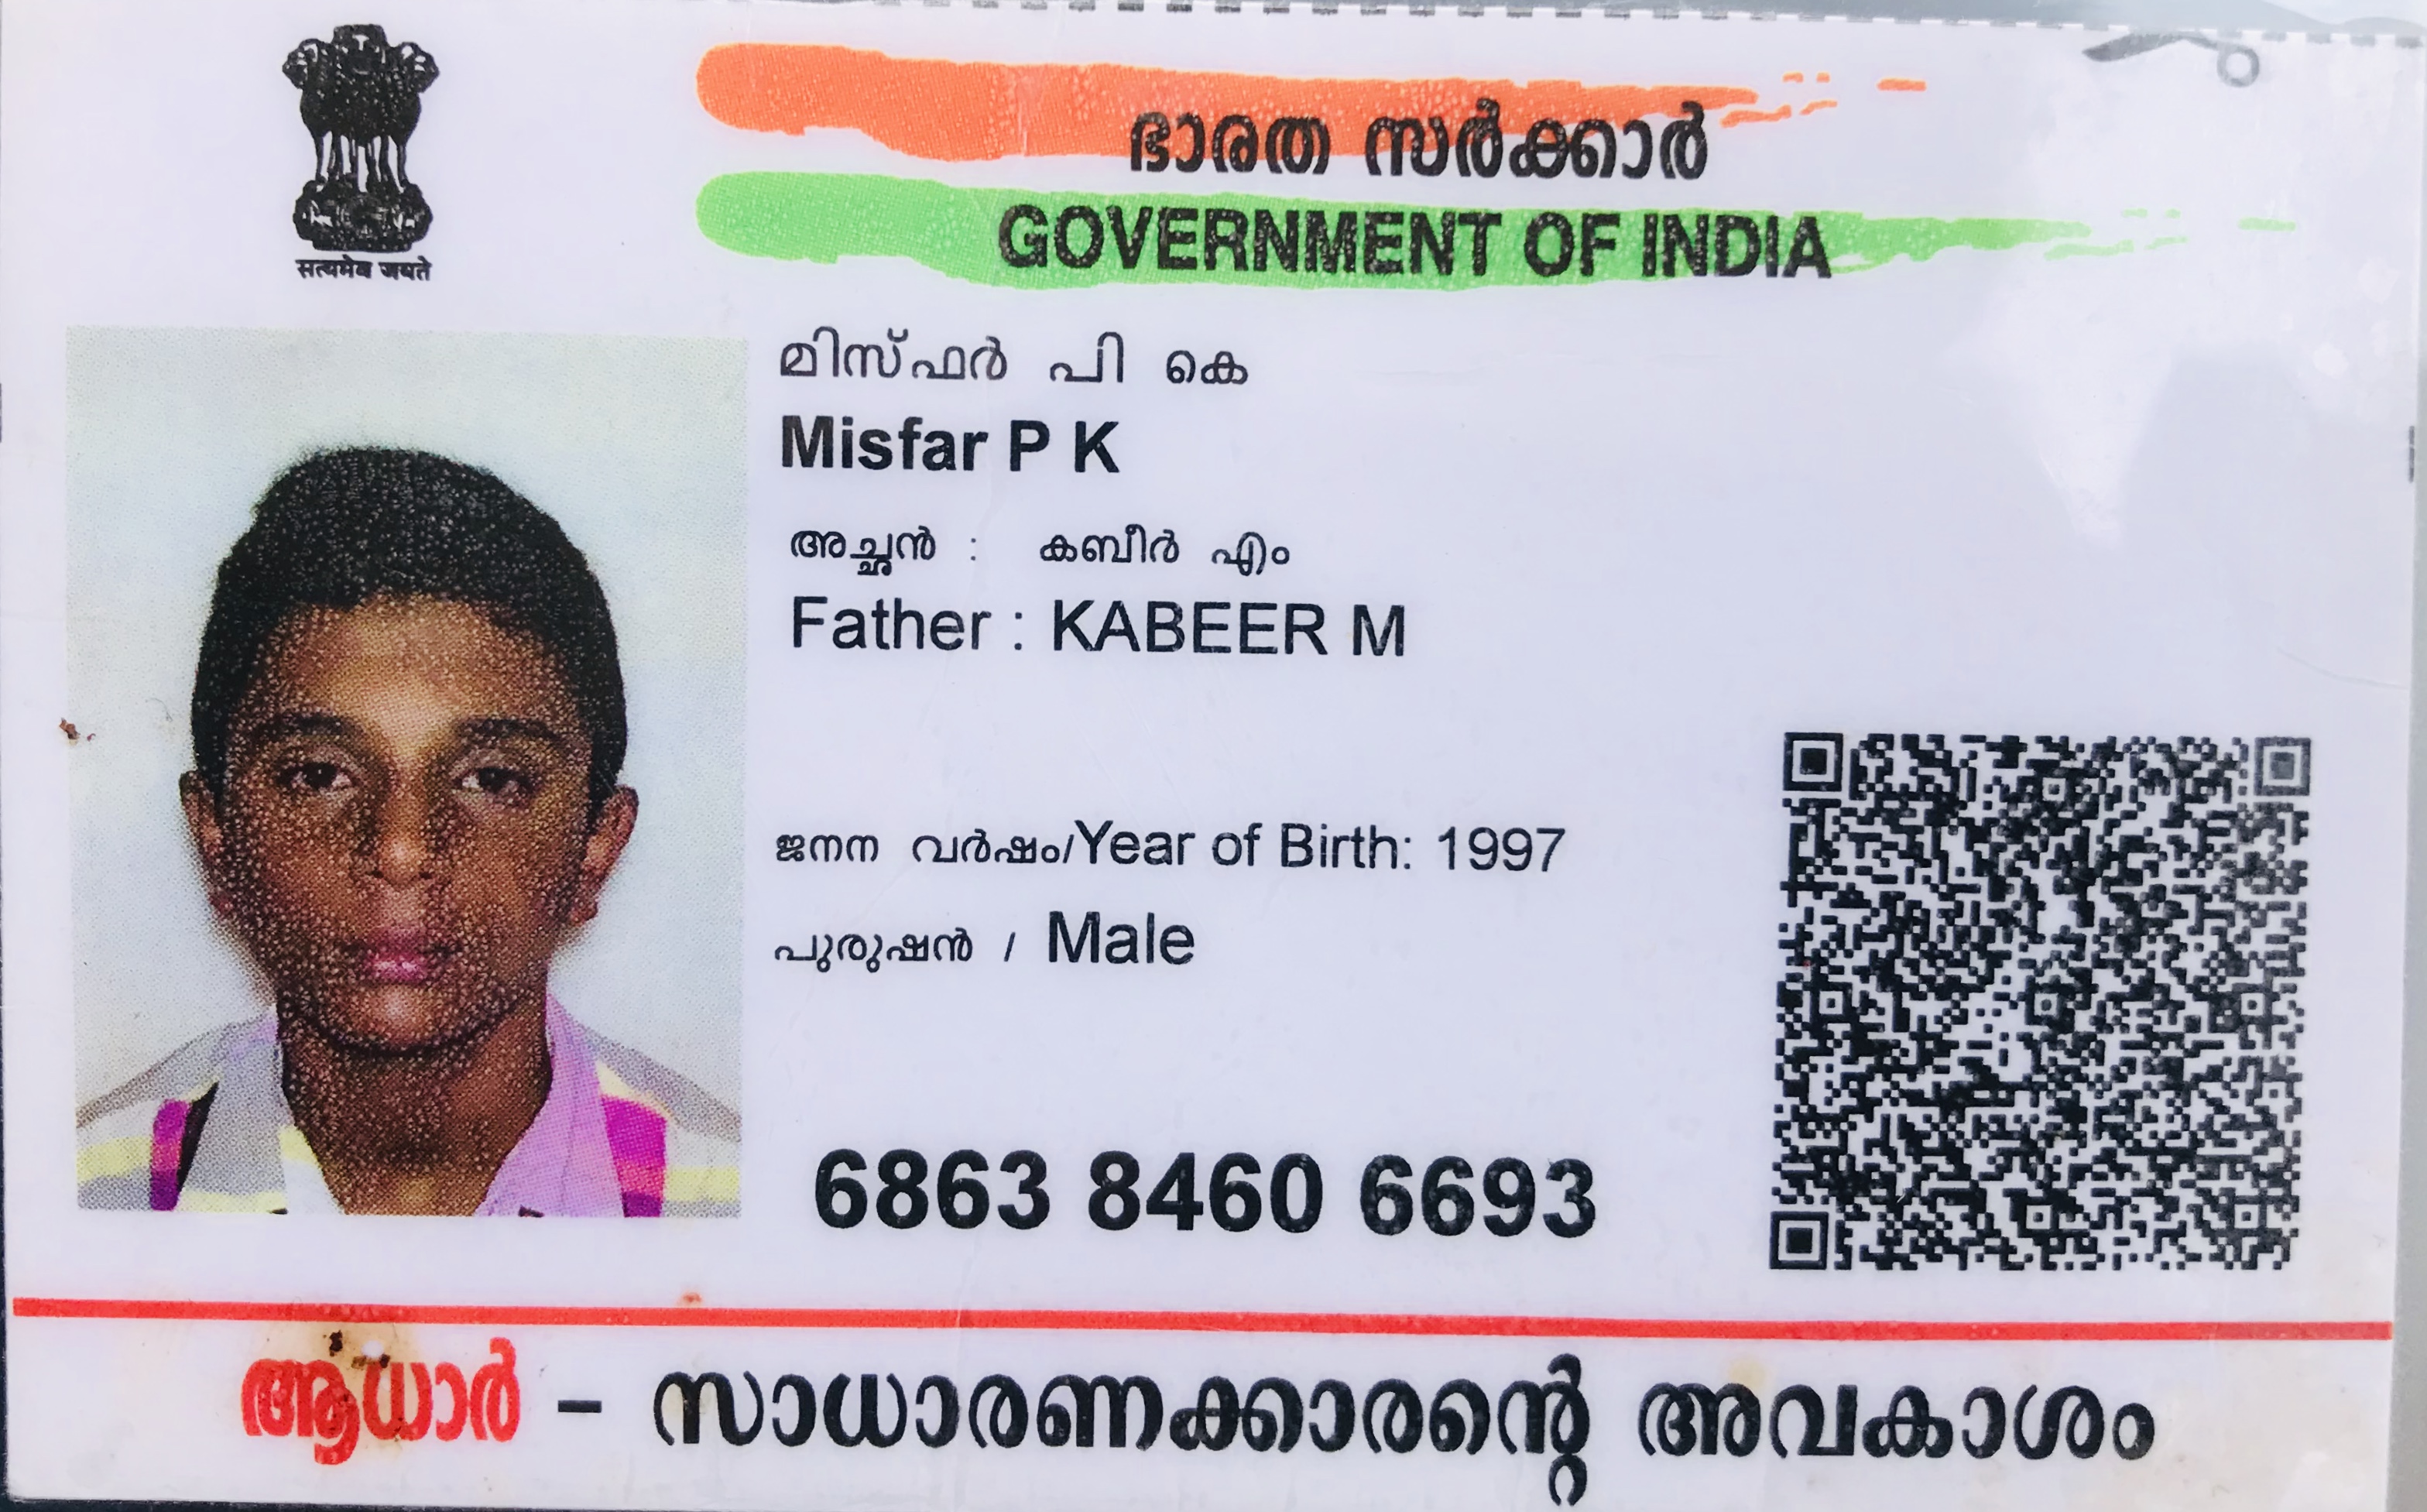 सत्यमेव जयते
ഭാരത സർക്കാർ
GOVERNMENT OF INDIA
മിസ്ഫർ പി കെ
Misfar P K
അച്ഛൻ : കബീർ എം
Father : KABEER M
ജനന വർഷം/Year of Birth: 1997
പുരുഷൻ / Male
6863 8460 6693
ആധാർ - സാധാരണക്കാരന്റെ അവകാശം